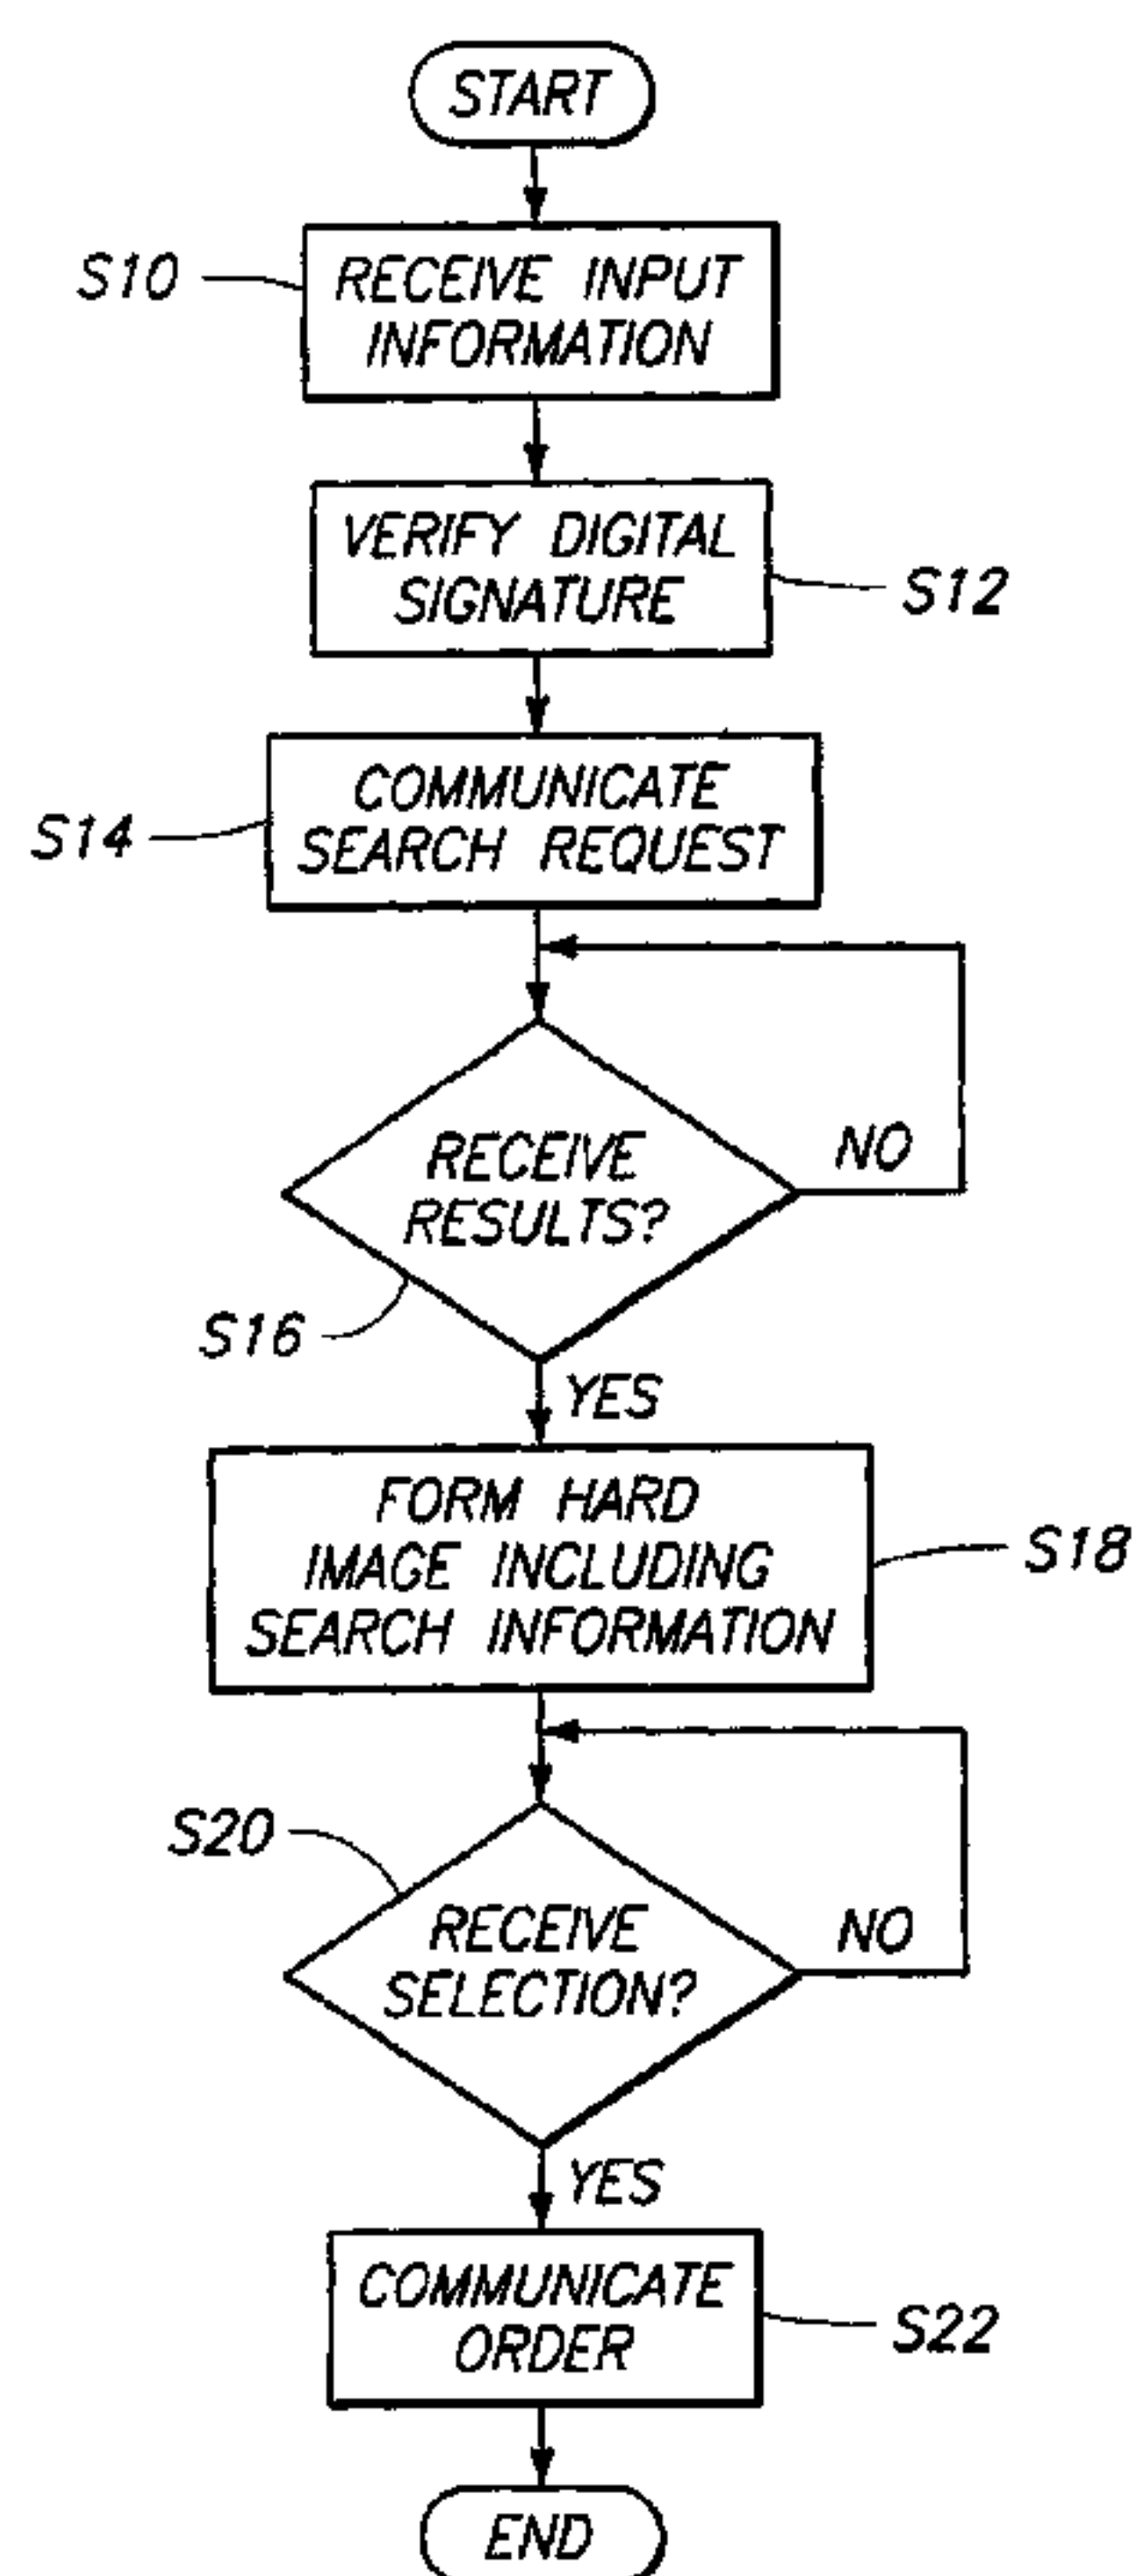 START
S10
RECEIVE INPUT
INFORMATION
VERIFY DIGITAL
SIGNATURE
S12
COMMUNICATE
SEARCH REQUEST
S14
RECEIVE
RESULTS?
NO
S16
YES
FORM HARD
IMAGE INCLUDING
SEARCH INFORMATION
S18
S20
RECEIVE
SELECTION?
NO
YES
COMMUNICATE
ORDER
S22
END